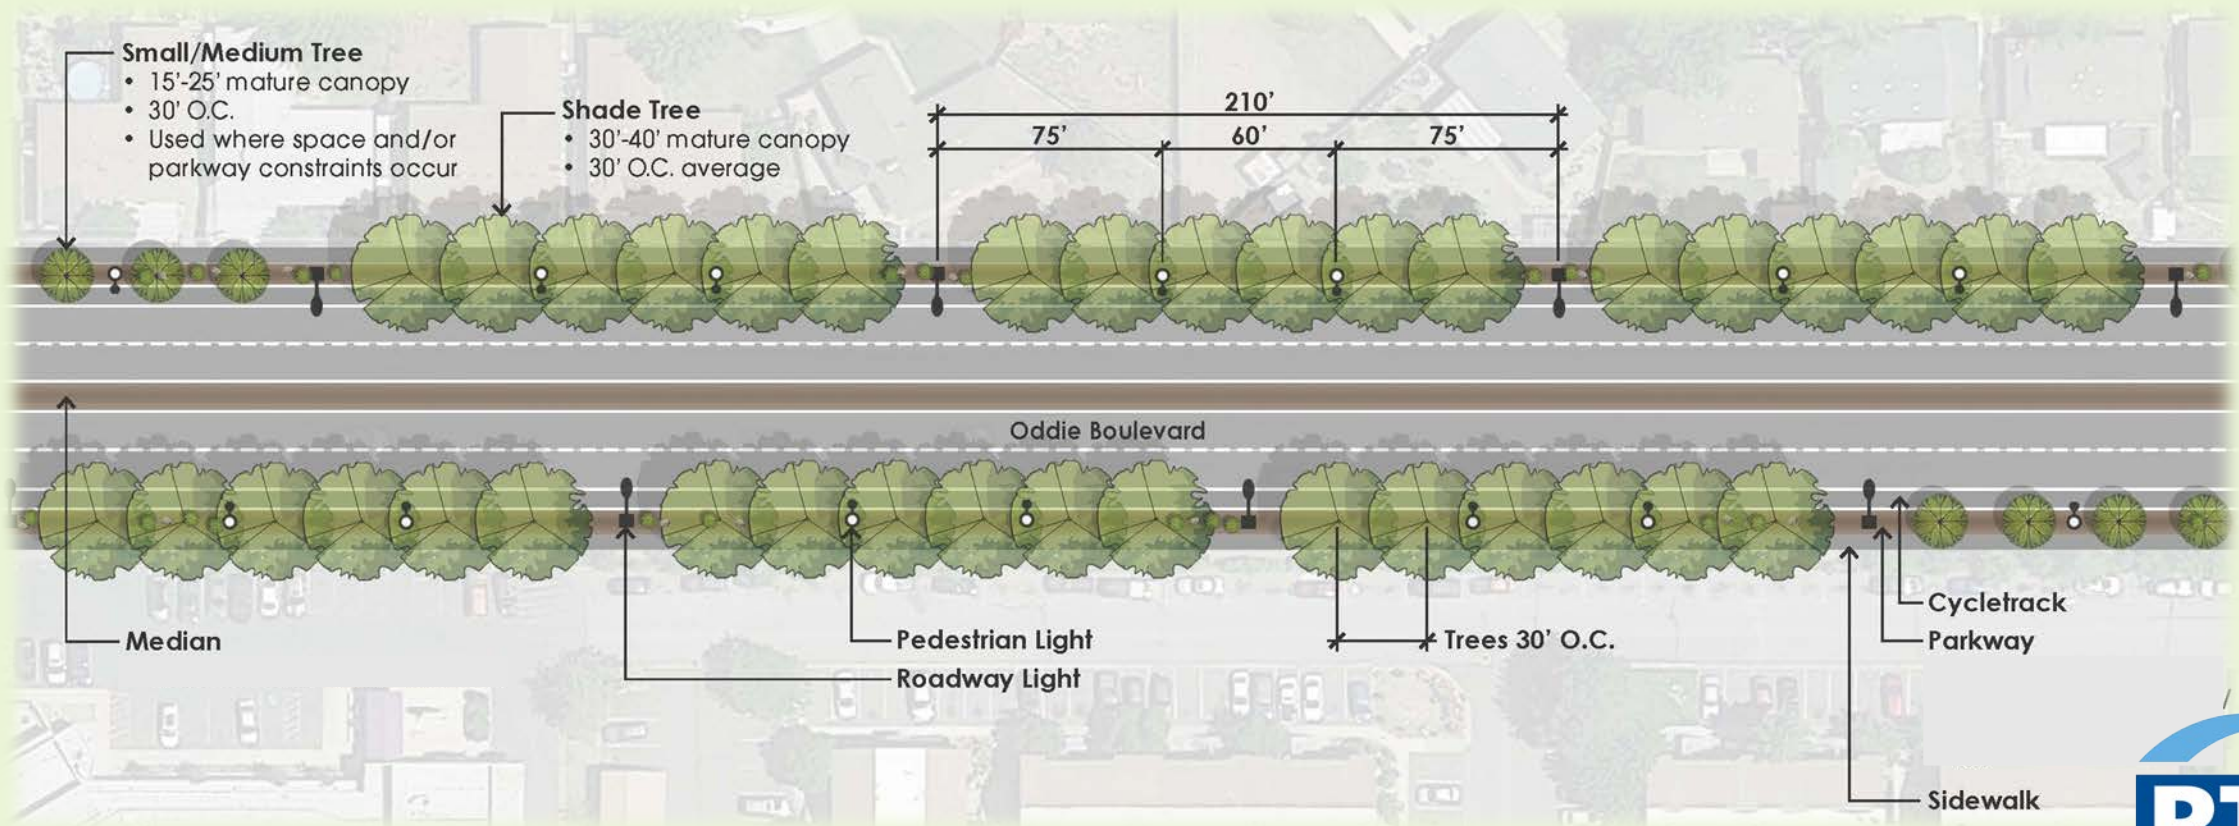 Small/Medium Tree
• 15'-25' mature canopy
• 30' O.C.
• Used where space and/or
parkway constraints occur
Shade Tree
• 30'-40' mature canopy
• 30' O.C. average
210'
75' 60' 75'
Oddie Boulevard
Median
Pedestrian Light
Roadway Light
Trees 30' O.C.
Cycletrack
Parkway
Sidewalk